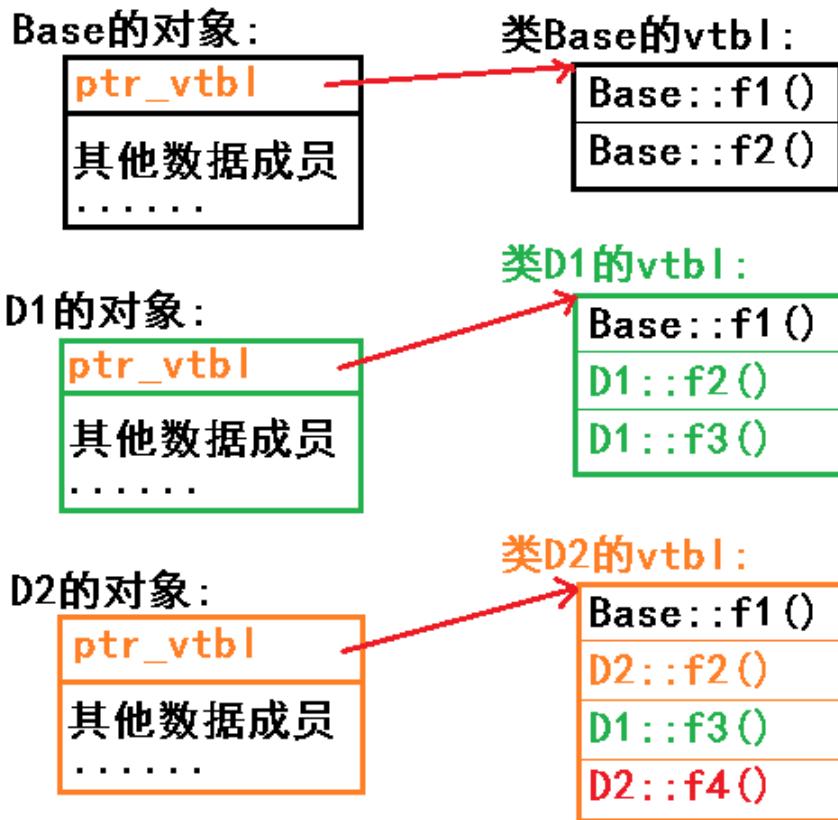 Base的对象:
ptr_vtbl
其他数据成员
......
类Base的vtbl:
Base::f1()
Base::f2()
D1的对象:
ptr_vtbl
其他数据成员
......
类D1的vtbl:
Base::f1()
D1::f2()
D1::f3()
D2的对象:
ptr_vtbl
其他数据成员
......
类D2的vtbl:
Base::f1()
D2::f2()
D1::f3()
D2::f4()